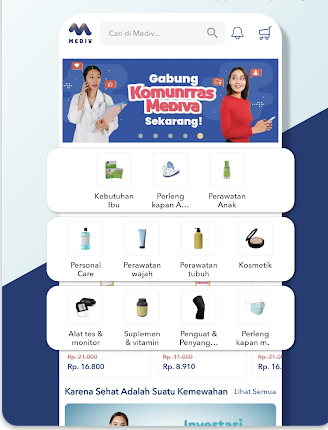 MEDIV
Cari di Mediv...
Gabung
Komunitas
Mediva
Sekarang!
Kebutuhan
Ibu
Perleng
kapan A...
Perawatan
Anak
Personal
Care
Perawatan
wajah
Perawatan
tubuh
Kosmetik
Alat tes &
monitor
Suplemen
& vitamin
Penguat &
Penyang...
Perleng
kapan m..
Rp. 21.000
Rp. 16.800
Rp. 11.000
Rp. 8.910
Rp. 21.0
Rp. 16.
Karena Sehat Adalah Suatu Kemewahan
Lihat Semua
Investasi